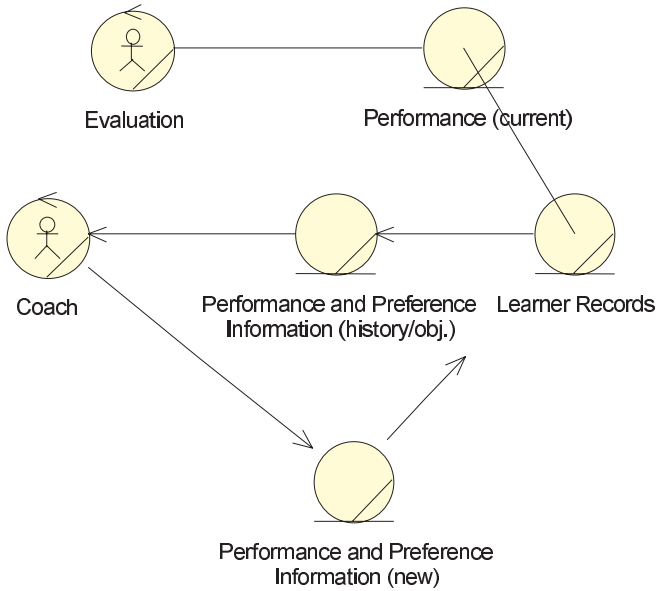 Evaluation
Performance (current)
Coach
Performance and Preference
Information (history/obj.)
Learner Records
Performance and Preference
Information (new)